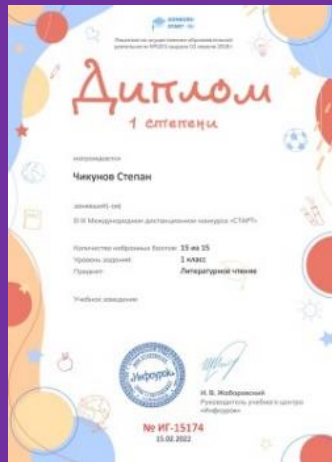 Диплом
1 степени
награждается
Чикунов Степан
занявший(-ая)
Международном дистанционном конкурсе «СТАРТ»
Количество набранных баллов: 15 из 15
Уровень заданий: 1 класс
Предмет: Литературное чтение
Учебное заведение
«Инфоурок»
И. В. Жаборовский
Руководитель учебного центра
«Инфоурок»
№ ИГ-15174
15.02.2022